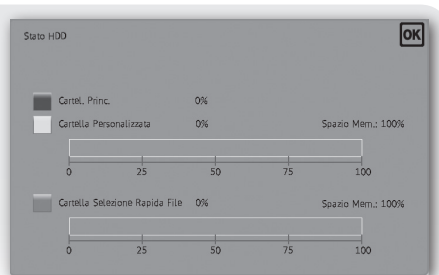 Stato HDD OK
Cartel. Princ. 0%
Cartella Personalizzata 0% Spazio Mem.: 100%
0 25 50 75 100
Cartella Selezione Rapida File 0% Spazio Mem.: 100%
0 25 50 75 100